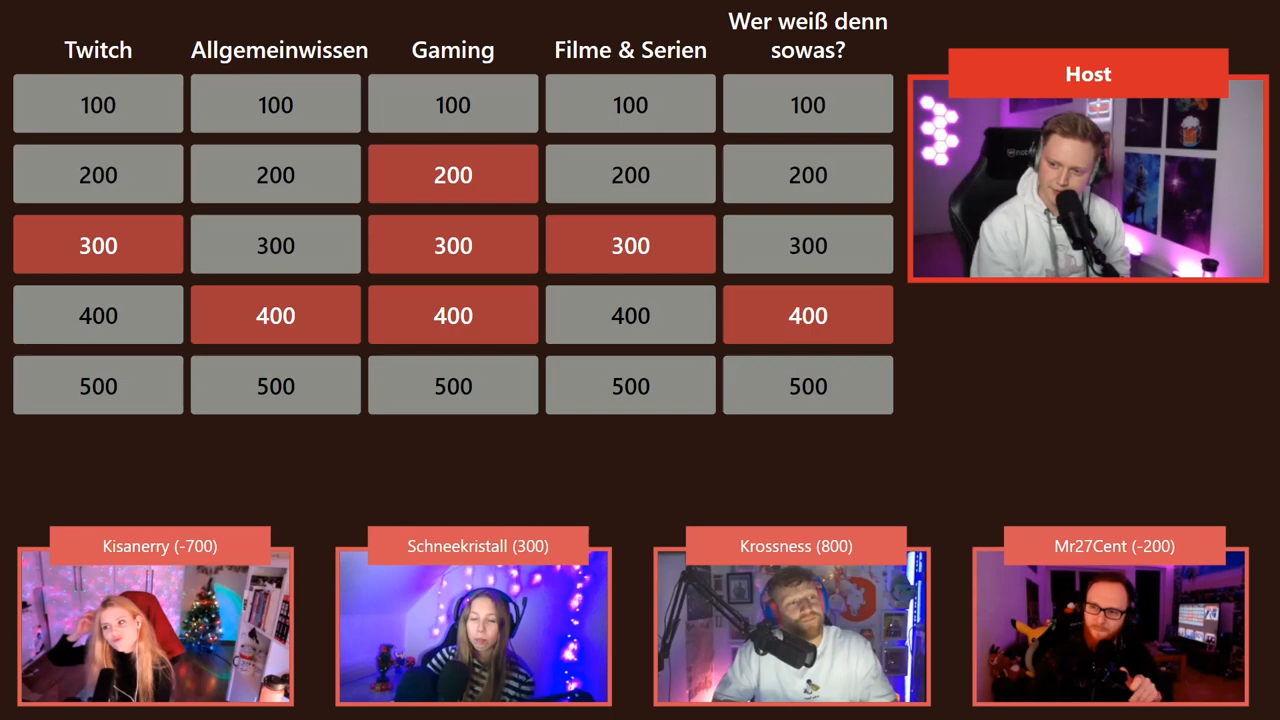 Twitch
Allgemeinwissen
Gaming
Filme & Serien
Wer weiß denn
sowas?
100
100
100
100
100
200
200
200
200
200
300
300
300
300
300
400
400
400
400
400
500
500
500
500
500
Host
Kisanerry (-700)
Schneekristall (300)
Krossness (800)
Mr27Cent (-200)